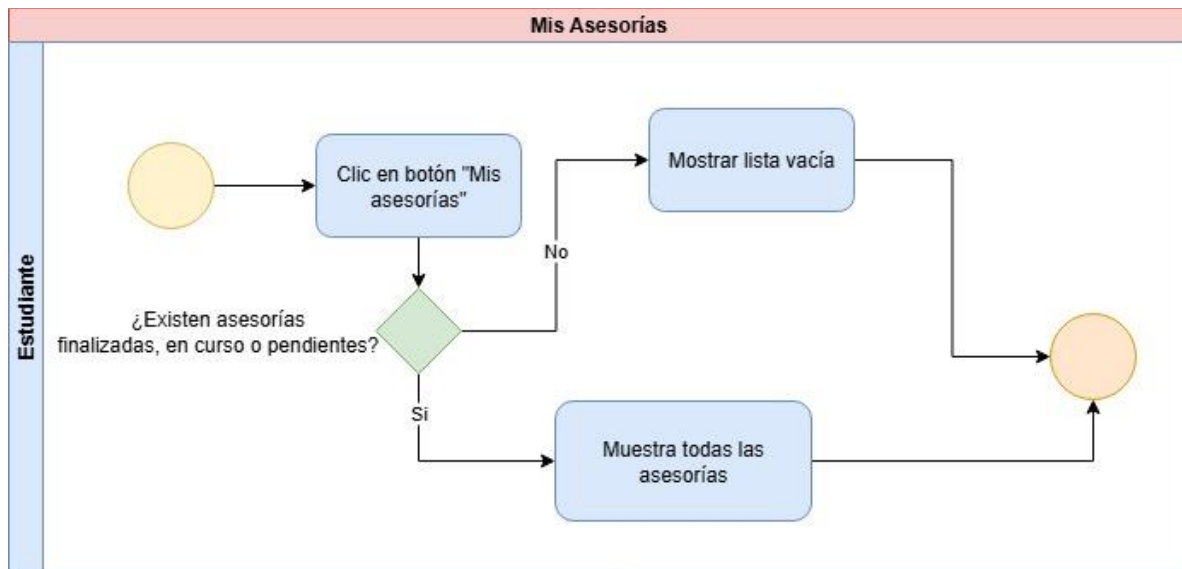 Mis Asesorías
Estudiante
Clic en botón "Mis
asesorías"
¿Existen asesorías
finalizadas, en curso o pendientes?
No
Mostrar lista vacía
Si
Muestra todas las
asesorías